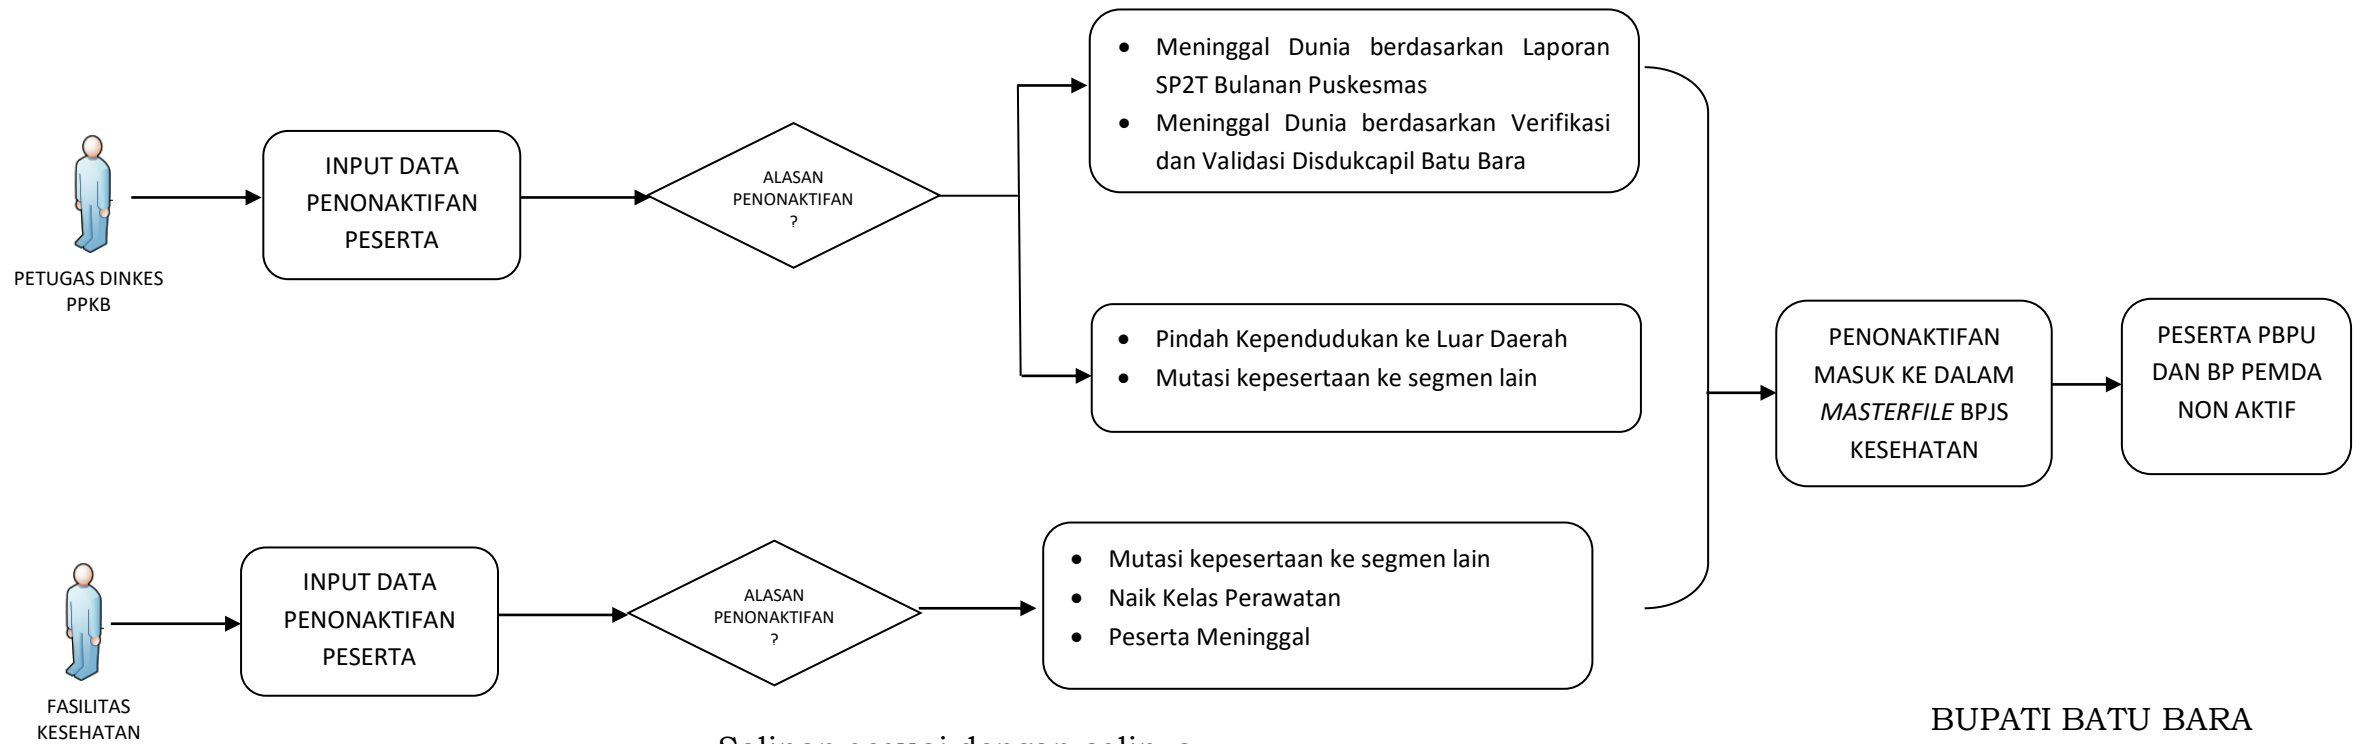 PETUGAS DINKES
PPKB
INPUT DATA
PENONAKTIFAN
PESERTA
ALASAN
PENONAKTIFAN
?
• Meninggal Dunia berdasarkan Laporan
SP2T Bulanan Puskesmas
• Meninggal Dunia berdasarkan Verifikasi
dan Validasi Disdukcapil Batu Bara
• Pindah Kependudukan ke Luar Daerah
• Mutasi kepesertaan ke segmen lain
FASILITAS
KESEHATAN
INPUT DATA
PENONAKTIFAN
PESERTA
ALASAN
PENONAKTIFAN
?
• Mutasi kepesertaan ke segmen lain
• Naik Kelas Perawatan
• Peserta Meninggal
PENONAKTIFAN
MASUK KE DALAM
MASTERFILE BPJS
KESEHATAN
PESERTA PBPU
DAN BP PEMDA
NON AKTIF
BUPATI BATU BARA